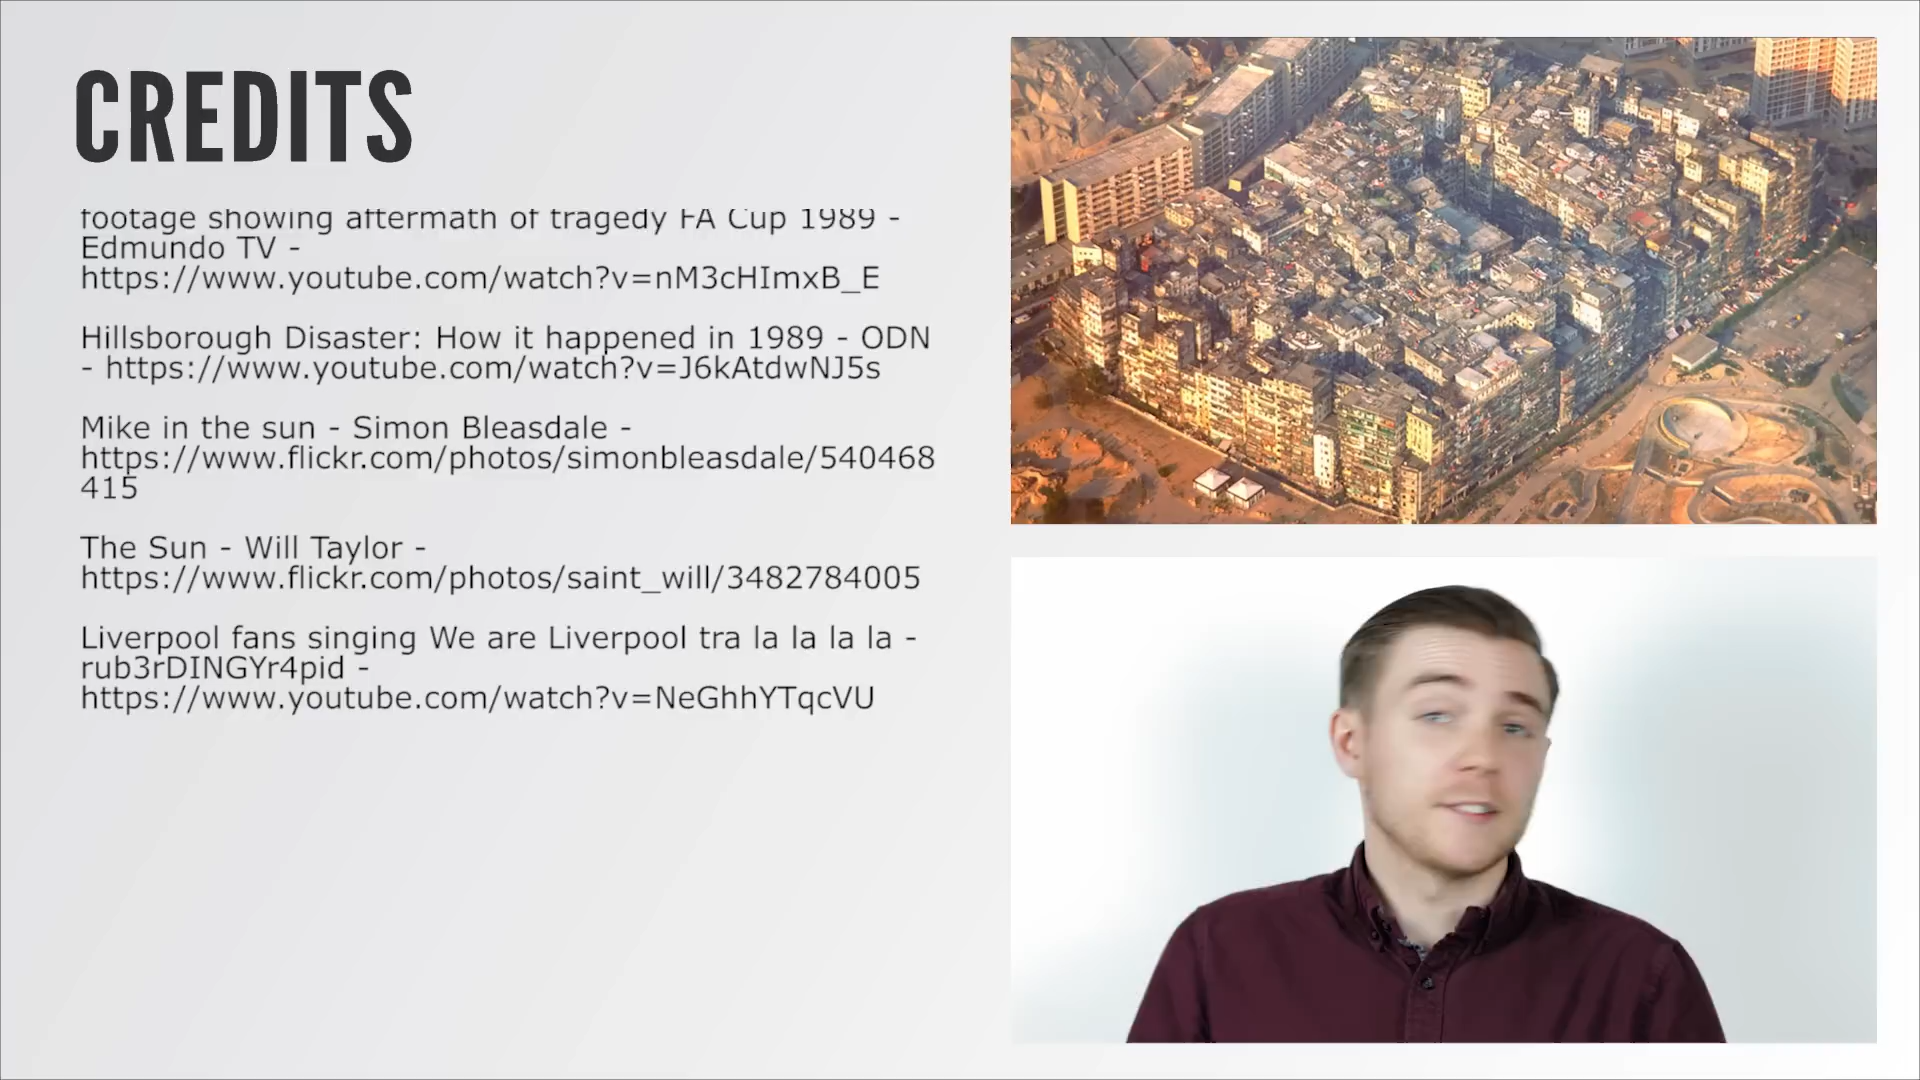 CREDITS
footage showing aftermath of tragedy FA Cup 1989 -
Edmundo TV -
https://www.youtube.com/watch?v=nM3cHImxB_E
Hillsborough Disaster: How it happened in 1989 - ODN
- https://www.youtube.com/watch?v=J6kAtdwNJ5s
Mike in the sun - Simon Bleasdale -
https://www.flickr.com/photos/simonbleasdale/540468
415
The Sun - Will Taylor -
https://www.flickr.com/photos/saint_will/3482784005
Liverpool fans singing We are Liverpool tra la la la la -
rub3rDINGYr4pid -
https://www.youtube.com/watch?v=NeGhhYTqcVU